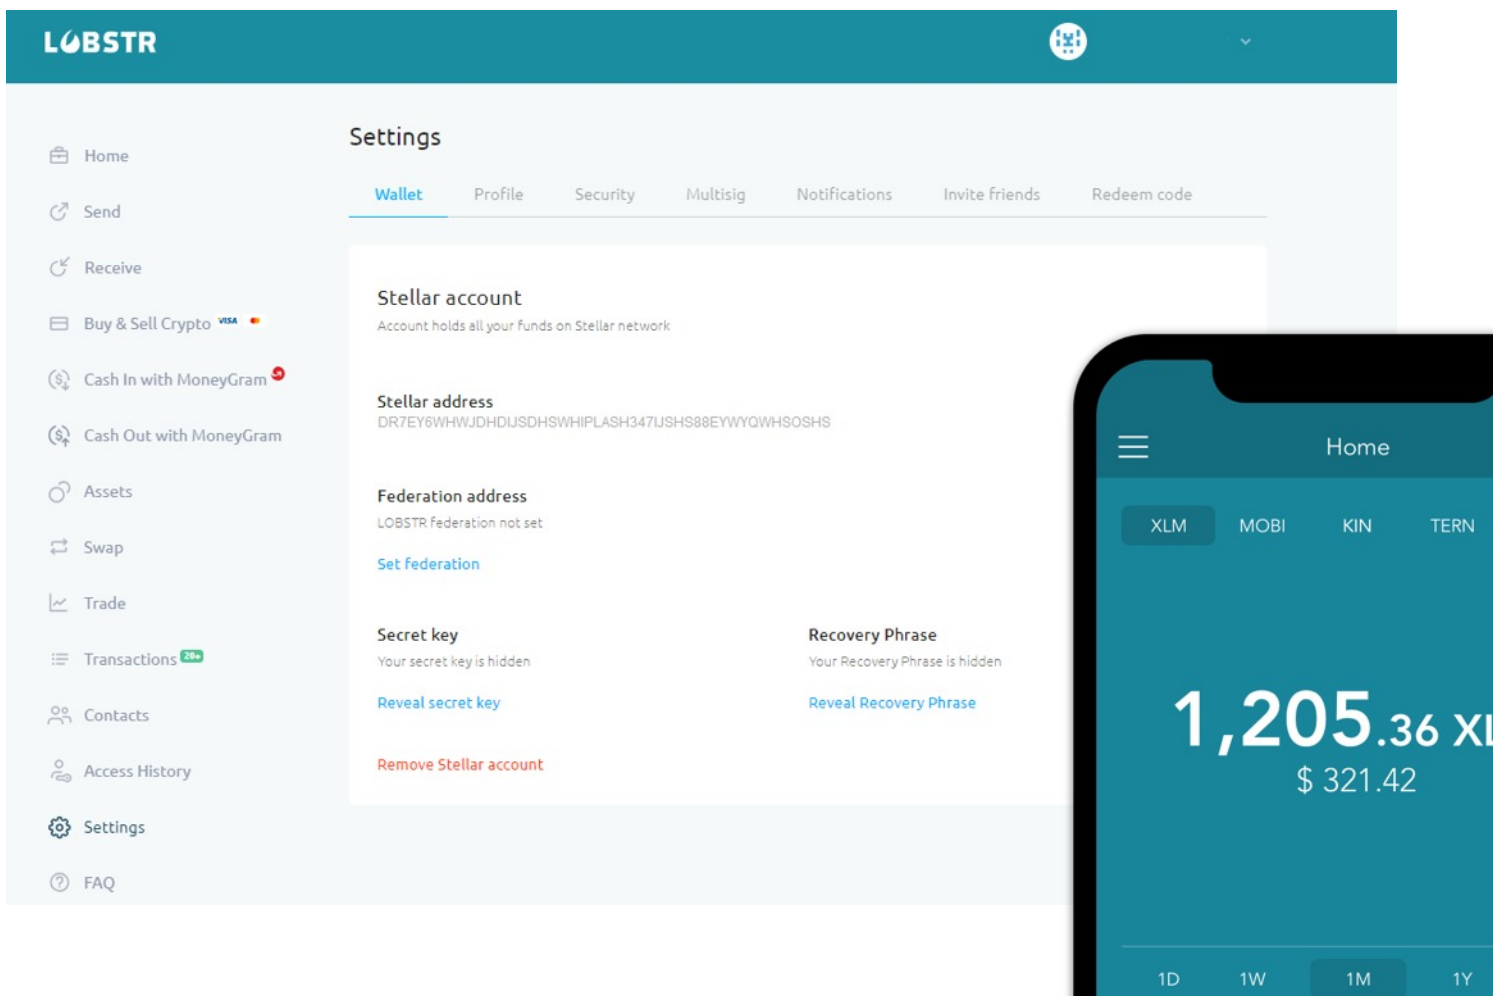 LOBSTR
Home
Send
Receive
Buy & Sell Crypto VISA
Cash In with MoneyGram
Cash Out with MoneyGram
Assets
Swap
Trade
Transactions 20+
Contacts
Access History
Settings
FAQ
Settings
Wallet Profile Security Multisig Notifications Invite friends Redeem code
Stellar account
Account holds all your funds on Stellar network
Stellar address
DR7EY6WHWJDHDIJSDHSWHIPLASH347IJSHS88EYWYQWHSOSHS
Federation address
LOBSTR federation not set
Set federation
Secret key
Your secret key is hidden
Reveal secret key
Recovery Phrase
Your Recovery Phrase is hidden
Reveal Recovery Phrase
Remove Stellar account
Home
XLM MOBI KIN TERN
1,205.36 XL
$ 321.42
1D 1W 1M 1Y